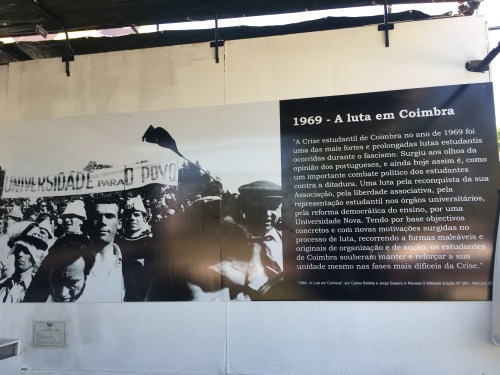 1969 - A luta em Coimbra
UNIVERSIDADE PARA O POVO
"A Crise estudantil de Coimbra no ano de 1969 foi
uma das mais fortes e prolongadas lutas estudantis
ocorridas durante o fascismo. Surgiu aos olhos da
opinião dos portugueses, e ainda hoje assim é, como
um importante combate político dos estudantes
contra a ditadura. Uma luta pela reconquista da sua
Associação, pela liberdade associativa, pela
representação estudantil nos órgãos universitários,
pela reforma democrática do ensino, por uma
Universidade Nova. Tendo por base objectivos
concretos e com novas motivações surgidas no
processo de luta, recorrendo a formas maleáveis e
originais de organização e de acção, os estudantes
de Coimbra souberam manter e reforçar a sua
unidade mesmo nas fases mais difíceis da Crise."
"1969 - A Luta em Coimbra", por Carlos Baleia e Jorge Seabra in Revista O Militante